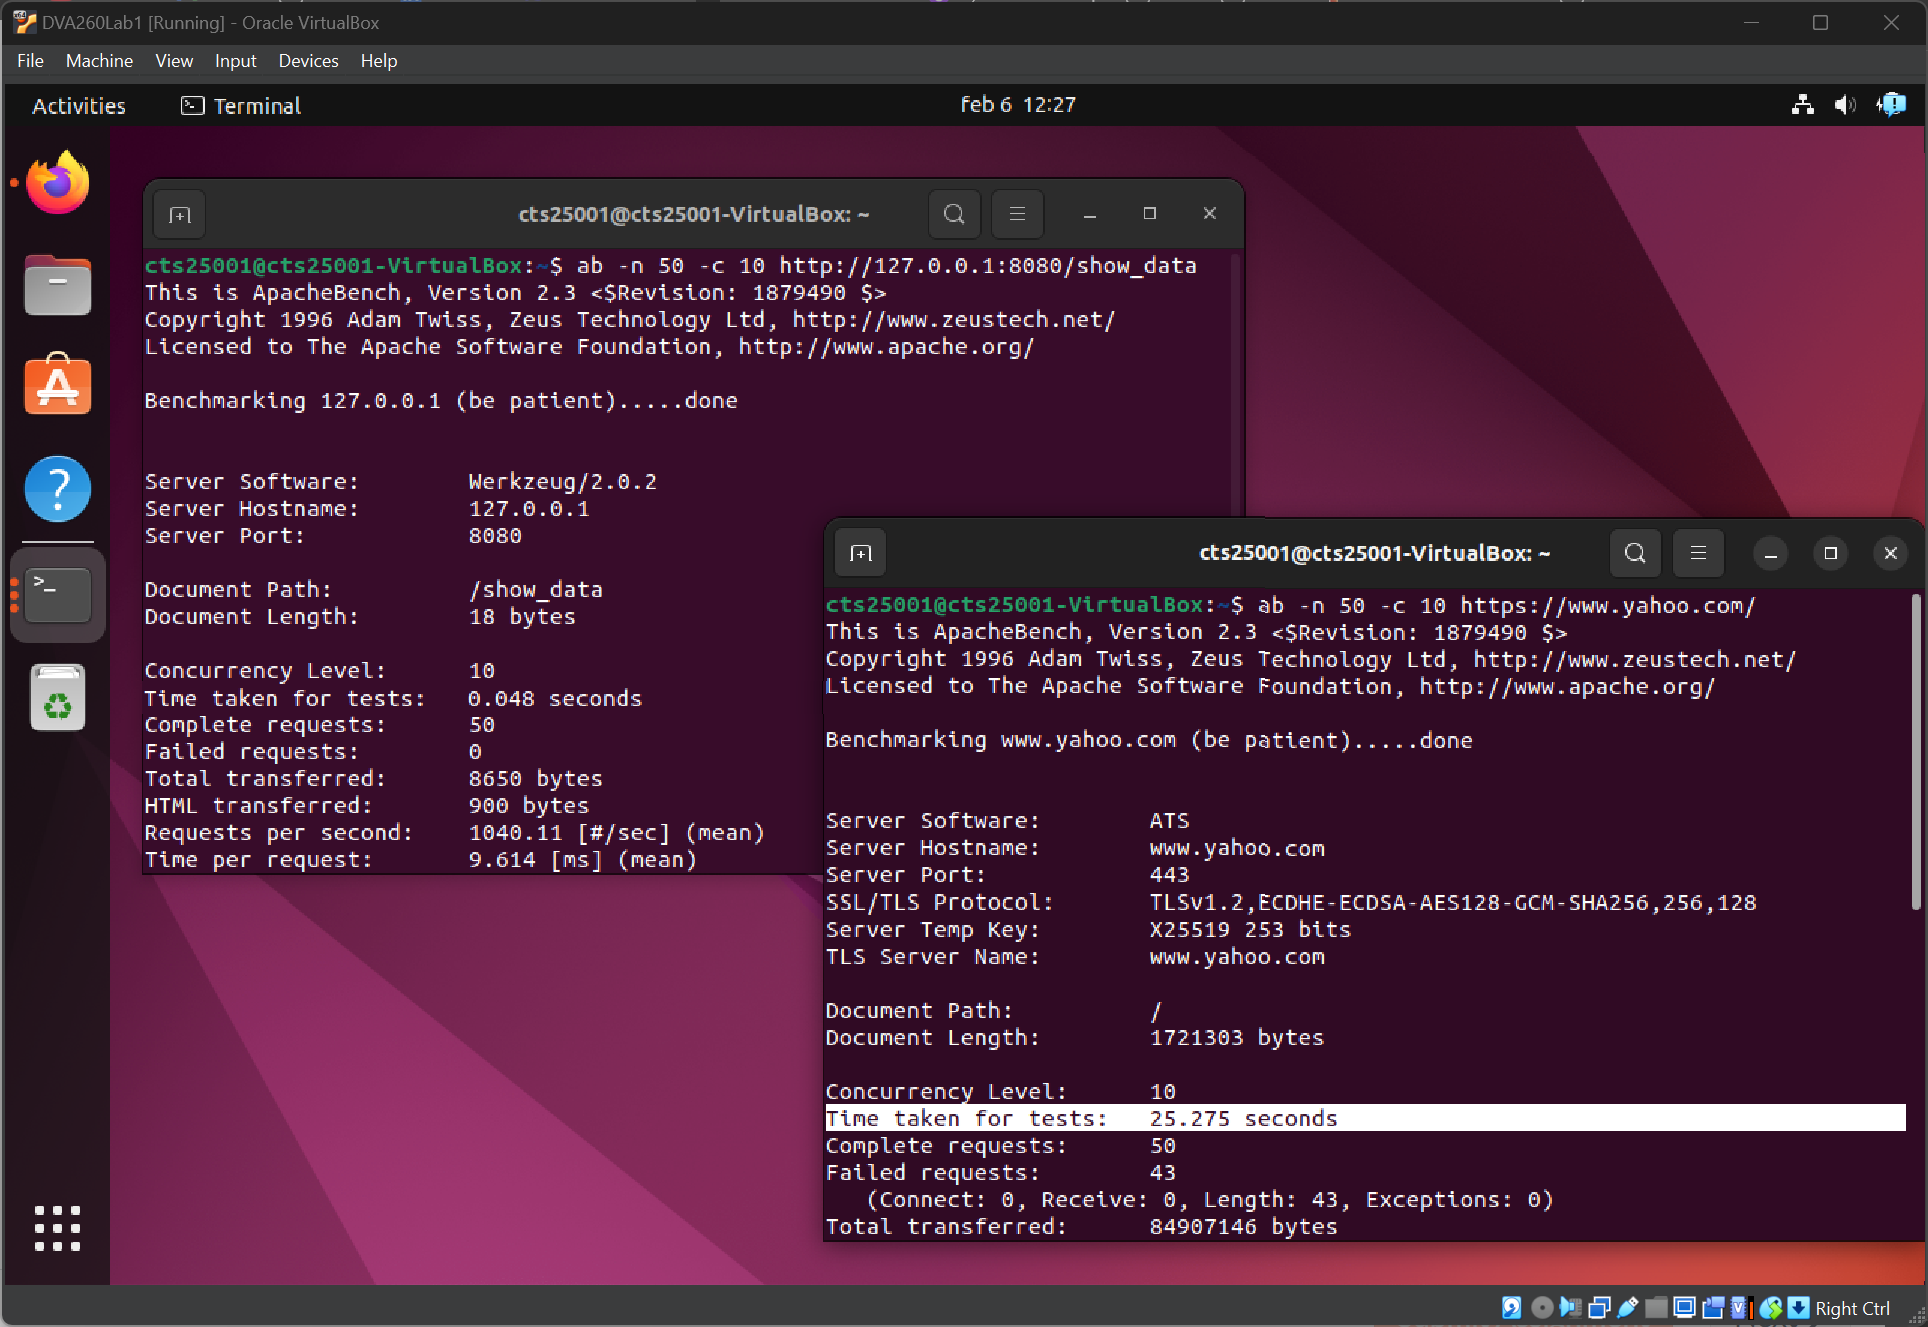 DVA260Lab1 [Running] - Oracle VirtualBox
File Machine View Input Devices Help
Activities Terminal feb 6 12:27
cts25001@cts25001-VirtualBox: ~
cts25001@cts25001-VirtualBox:~$ ab -n 50 -c 10 http://127.0.0.1:8080/show_data
This is ApacheBench, Version 2.3 <$Revision: 1879490 $>
Copyright 1996 Adam Twiss, Zeus Technology Ltd, http://www.zeustech.net/
Licensed to The Apache Software Foundation, http://www.apache.org/
Benchmarking 127.0.0.1 (be patient).....done
Server Software: Werkzeug/2.0.2
Server Hostname: 127.0.0.1
Server Port: 8080
Document Path: /show_data
Document Length: 18 bytes
Concurrency Level: 10
Time taken for tests: 0.048 seconds
Complete requests: 50
Failed requests: 0
Total transferred: 8650 bytes
HTML transferred: 900 bytes
Requests per second: 1040.11 [#/sec] (mean)
Time per request: 9.614 [ms] (mean)
cts25001@cts25001-VirtualBox: ~
cts25001@cts25001-VirtualBox:~$ ab -n 50 -c 10 https://www.yahoo.com/
This is ApacheBench, Version 2.3 <$Revision: 1879490 $>
Copyright 1996 Adam Twiss, Zeus Technology Ltd, http://www.zeustech.net/
Licensed to The Apache Software Foundation, http://www.apache.org/
Benchmarking www.yahoo.com (be patient).....done
Server Software: ATS
Server Hostname: www.yahoo.com
Server Port: 443
SSL/TLS Protocol: TLSv1.2,ECDHE-ECDSA-AES128-GCM-SHA256,256,128
Server Temp Key: X25519 253 bits
TLS Server Name: www.yahoo.com
Document Path: /
Document Length: 1721303 bytes
Concurrency Level: 10
Time taken for tests: 25.275 seconds
Complete requests: 50
Failed requests: 43
(Connect: 0, Receive: 0, Length: 43, Exceptions: 0)
Total transferred: 84907146 bytes
Right Ctrl